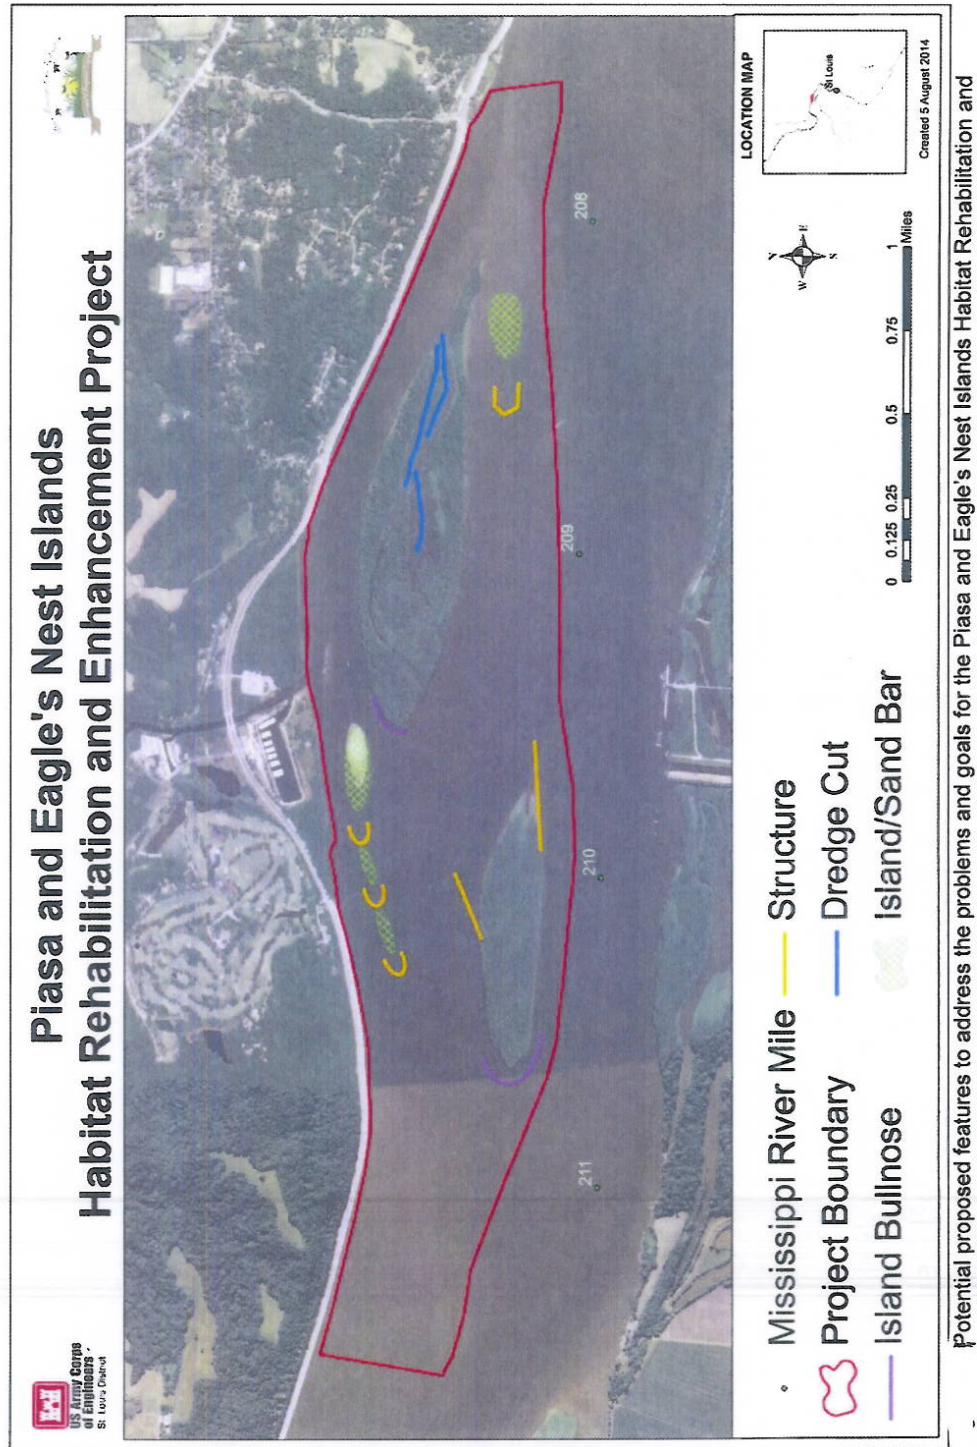 Piasa and Eagle's Nest Islands
Habitat Rehabilitation and Enhancement Project
US Army Corps
of Engineers
St. Louis District
211
210
209
208
Mississippi River Mile
Structure
Project Boundary
Dredge Cut
Island Bullnose
Island/Sand Bar
N
W
E
S
0 0.125 0.25 0.5 0.75 1
Miles
LOCATION MAP
St Louis
Created 5 August 2014
Potential proposed features to address the problems and goals for the Piasa and Eagle's Nest Islands Habitat Rehabilitation and